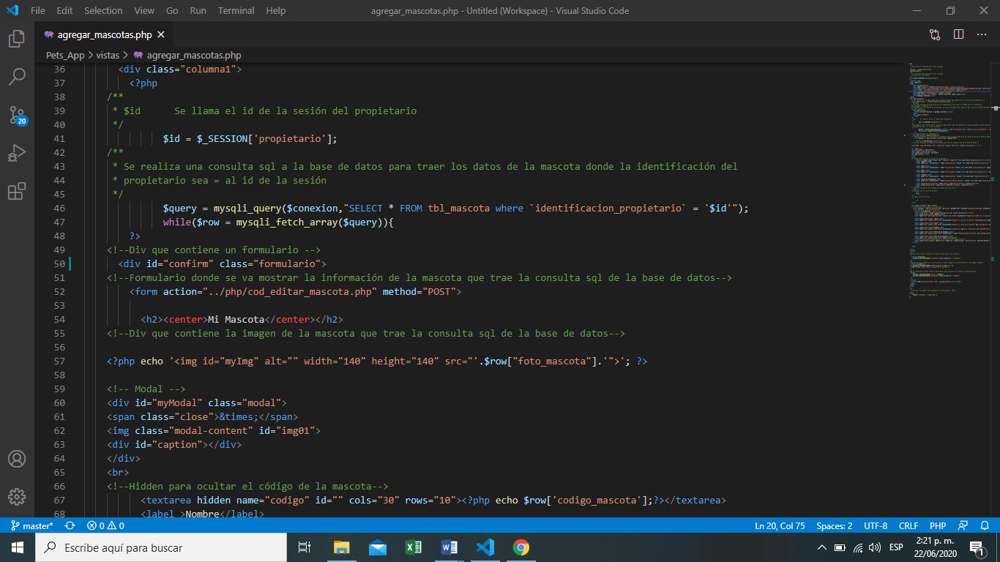 File Edit Selection View Go Run Terminal Help
agregar_mascotas.php - Untitled (Workspace) - Visual Studio Code
agregar_mascotas.php
Pets_App > vistas > agregar_mascotas.php
36 <div class="columna1">
37 <?php
38 /**
39 * $id Se llama el id de la sesión del propietario
40 */
41 $id = $_SESSION['propietario'];
42 /**
43 * Se realiza una consulta sql a la base de datos para traer los datos de la mascota donde la identificación del
44 * propietario sea = al id de la sesión
45 */
46 $query = mysqli_query($conexion,"SELECT * FROM tbl_mascota where `identificacion_propietario` = '$id'");
47 while($row = mysqli_fetch_array($query)){
48 ?>
49 <!--Div que contiene un formulario -->
50 <div id="confirm" class="formulario">
51 <!--Formulario donde se va mostrar la información de la mascota que trae la consulta sql de la base de datos-->
52 <form action="../php/cod_editar_mascota.php" method="POST">
53
54 <h2><center>Mi Mascota</center></h2>
55 <!--Div que contiene la imagen de la mascota que trae la consulta sql de la base de datos-->
56
57 <?php echo '<img id="myImg" alt="" width="140" height="140" src="'.$row["foto_mascota"].'">'; ?>
58
59 <!-- Modal -->
60 <div id="myModal" class="modal">
61 <span class="close">&times;</span>
62 <img class="modal-content" id="img01">
63 <div id="caption"></div>
64 </div>
65 <br>
66 <!--Hidden para ocultar el código de la mascota-->
67 <textarea hidden name="codigo" id="" cols="30" rows="10"><?php echo $row['codigo_mascota'];?></textarea>
68 <label >Nombre</label>
20
master* 0 0
Ln 20, Col 75 Spaces: 2 UTF-8 CRLF PHP
Escribe aquí para buscar
ESP
2:21 p. m.
22/06/2020
1